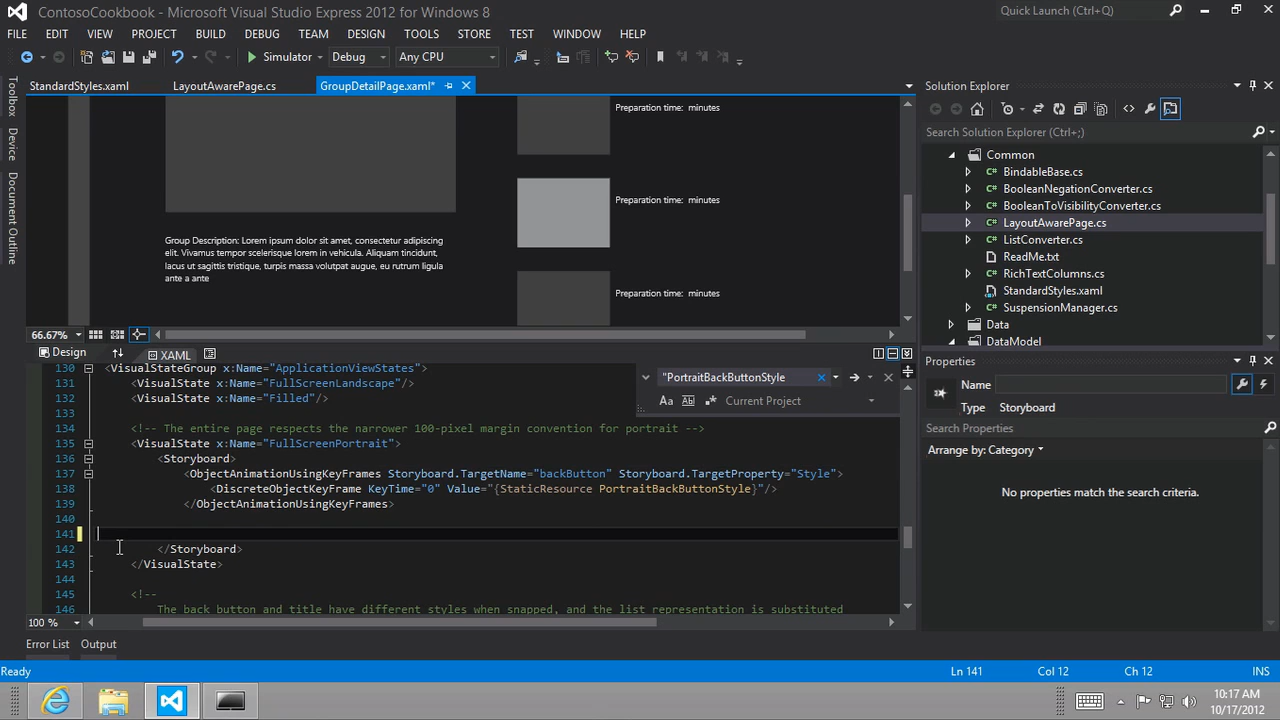 ContosoCookbook - Microsoft Visual Studio Express 2012 for Windows 8
Quick Launch (Ctrl+Q)
FILE EDIT VIEW PROJECT BUILD DEBUG TEAM DESIGN TOOLS STORE TEST WINDOW HELP
Simulator Debug Any CPU
Toolbox
Device
Document Outline
StandardStyles.xaml LayoutAwarePage.cs GroupDetailPage.xaml*
Preparation time: minutes
Preparation time: minutes
Group Description: Lorem ipsum dolor sit amet, consectetur adipiscing
elit. Vivamus tempor scelerisque lorem in vehicula. Aliquam tincidunt,
lacus ut sagittis tristique, turpis massa volutpat augue, eu rutrum ligula
ante a ante
Preparation time: minutes
66.67%
Design XAML
"PortraitBackButtonStyle
Aa Ab Current Project
130 <VisualStateGroup x:Name="ApplicationViewStates">
131 <VisualState x:Name="FullScreenLandscape"/>
132 <VisualState x:Name="Filled"/>
133
134 <!-- The entire page respects the narrower 100-pixel margin convention for portrait -->
135 <VisualState x:Name="FullScreenPortrait">
136 <Storyboard>
137 <ObjectAnimationUsingKeyFrames Storyboard.TargetName="backButton" Storyboard.TargetProperty="Style">
138 <DiscreteObjectKeyFrame KeyTime="0" Value="{StaticResource PortraitBackButtonStyle}"/>
139 </ObjectAnimationUsingKeyFrames>
140
141
142 </Storyboard>
143 </VisualState>
144
145 <!--
146 The back button and title have different styles when snapped, and the list representation is substituted
100 %
Error List Output
Solution Explorer
Search Solution Explorer (Ctrl+;)
Common
C# BindableBase.cs
C# BooleanNegationConverter.cs
C# BooleanToVisibilityConverter.cs
C# LayoutAwarePage.cs
C# ListConverter.cs
ReadMe.txt
C# RichTextColumns.cs
StandardStyles.xaml
C# SuspensionManager.cs
Data
DataModel
Properties
Name
Type Storyboard
Search Properties
Arrange by: Category
No properties match the search criteria.
Ready Ln 141 Col 12 Ch 12 INS
10:17 AM
10/17/2012